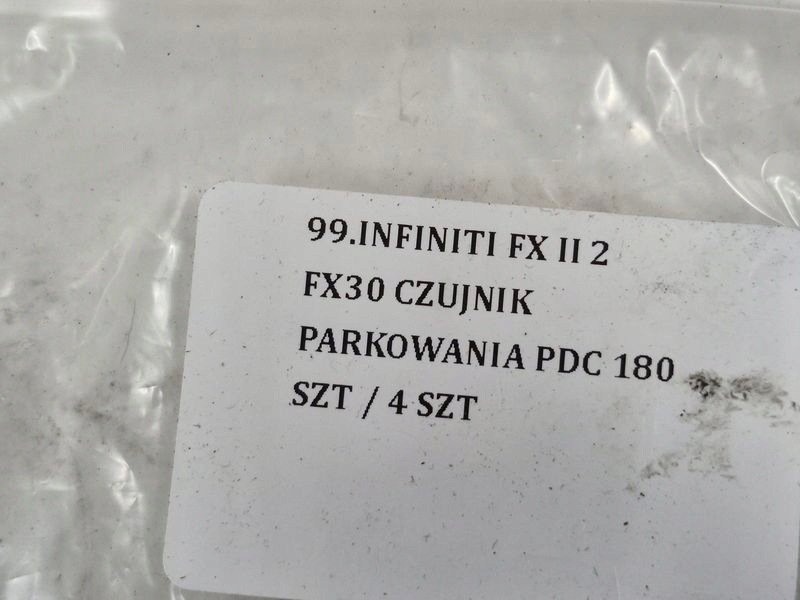 99.INFINITI FX II 2
FX30 CZUJNIK
PARKOWANIA PDC 180
SZT / 4 SZT